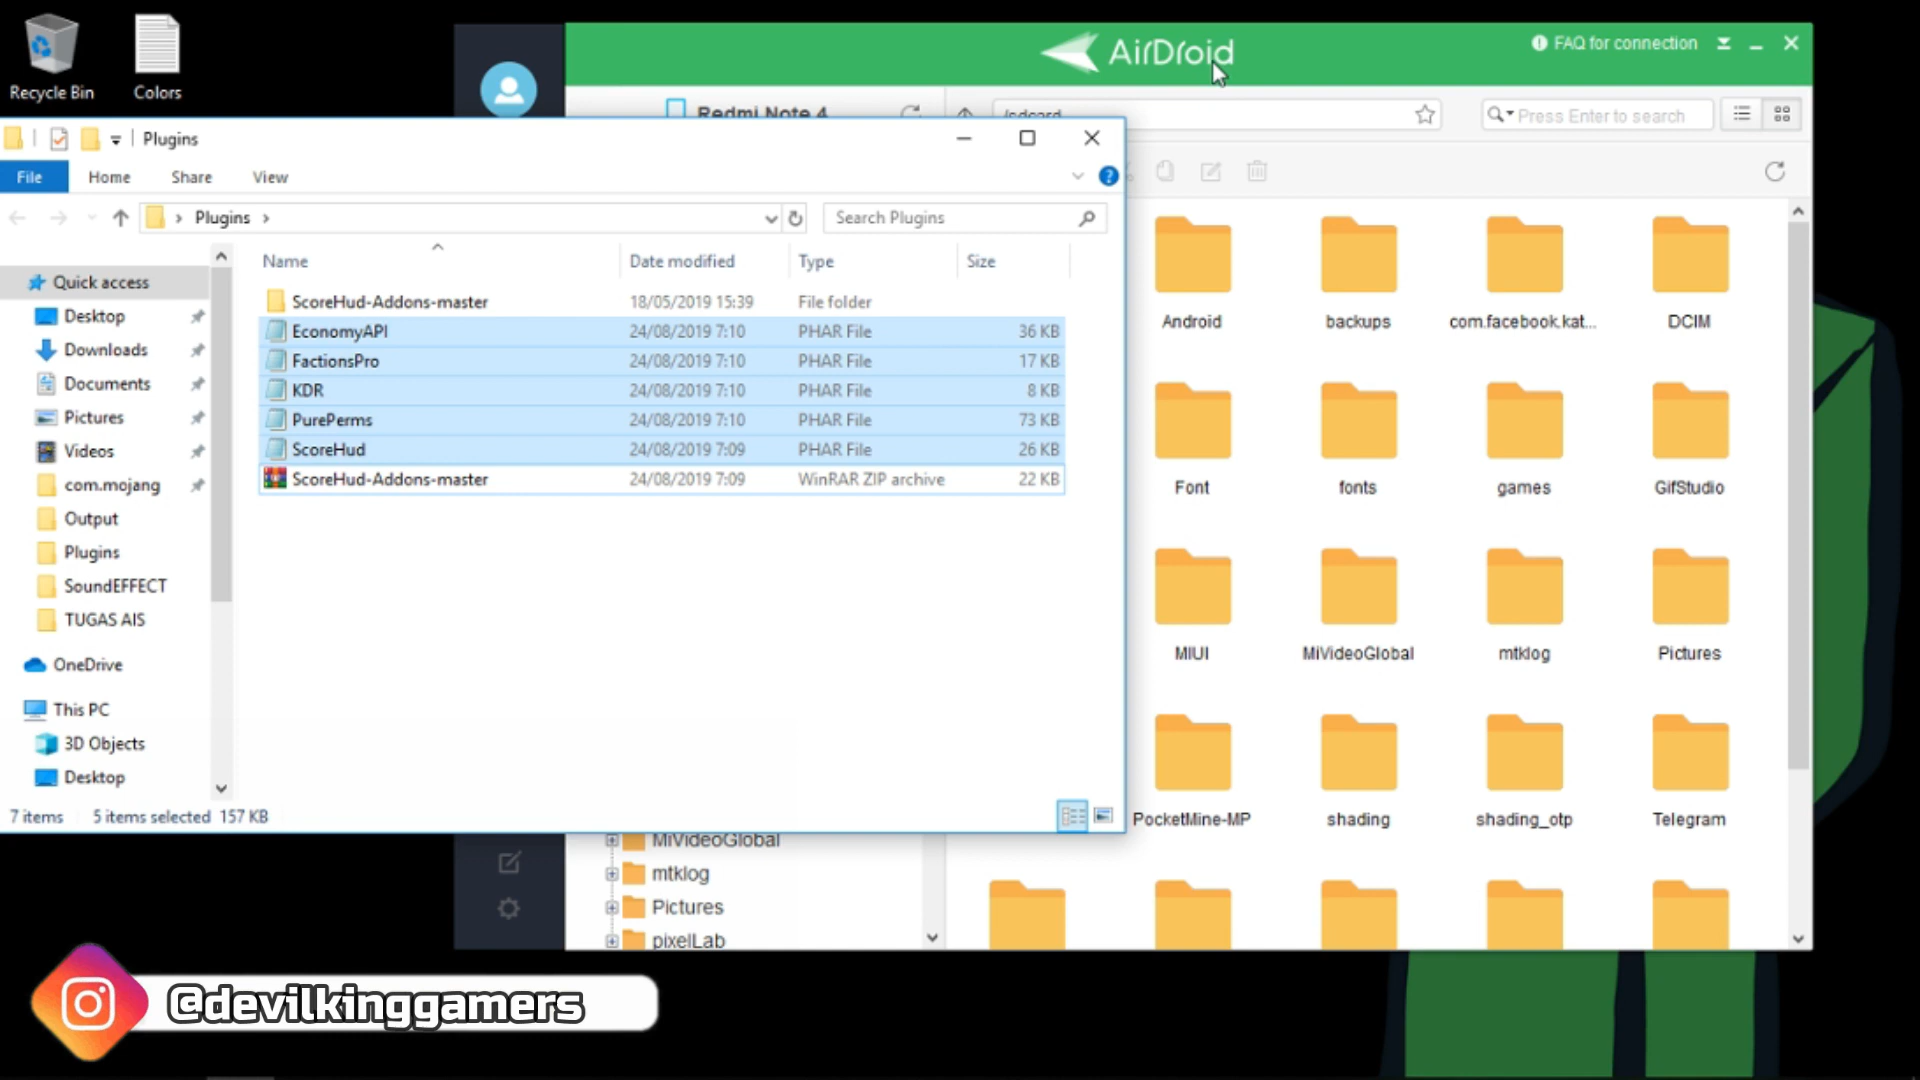 Recycle Bin
Colors
AirDroid
FAQ for connection
Redmi Note 4
/sdcard
Press Enter to search
Plugins
File
Home
Share
View
Plugins
Search Plugins
Name
Date modified
Type
Size
ScoreHud-Addons-master 18/05/2019 15:39 File folder
EconomyAPI 24/08/2019 7:10 PHAR File 36 KB
FactionsPro 24/08/2019 7:10 PHAR File 17 KB
KDR 24/08/2019 7:10 PHAR File 8 KB
PurePerms 24/08/2019 7:10 PHAR File 73 KB
ScoreHud 24/08/2019 7:09 PHAR File 26 KB
ScoreHud-Addons-master 24/08/2019 7:09 WinRAR ZIP archive 22 KB
Quick access
Desktop
Downloads
Documents
Pictures
Videos
com.mojang
Output
Plugins
SoundEFFECT
TUGAS AIS
OneDrive
This PC
3D Objects
Desktop
7 items
5 items selected 157 KB
Android
backups
com.facebook.kat...
DCIM
Font
fonts
games
GifStudio
MIUI
MiVideoGlobal
mtklog
Pictures
PocketMine-MP
shading
shading_otp
Telegram
MiVideoGlobal
mtklog
Pictures
pixelLab
@devilkinggamers